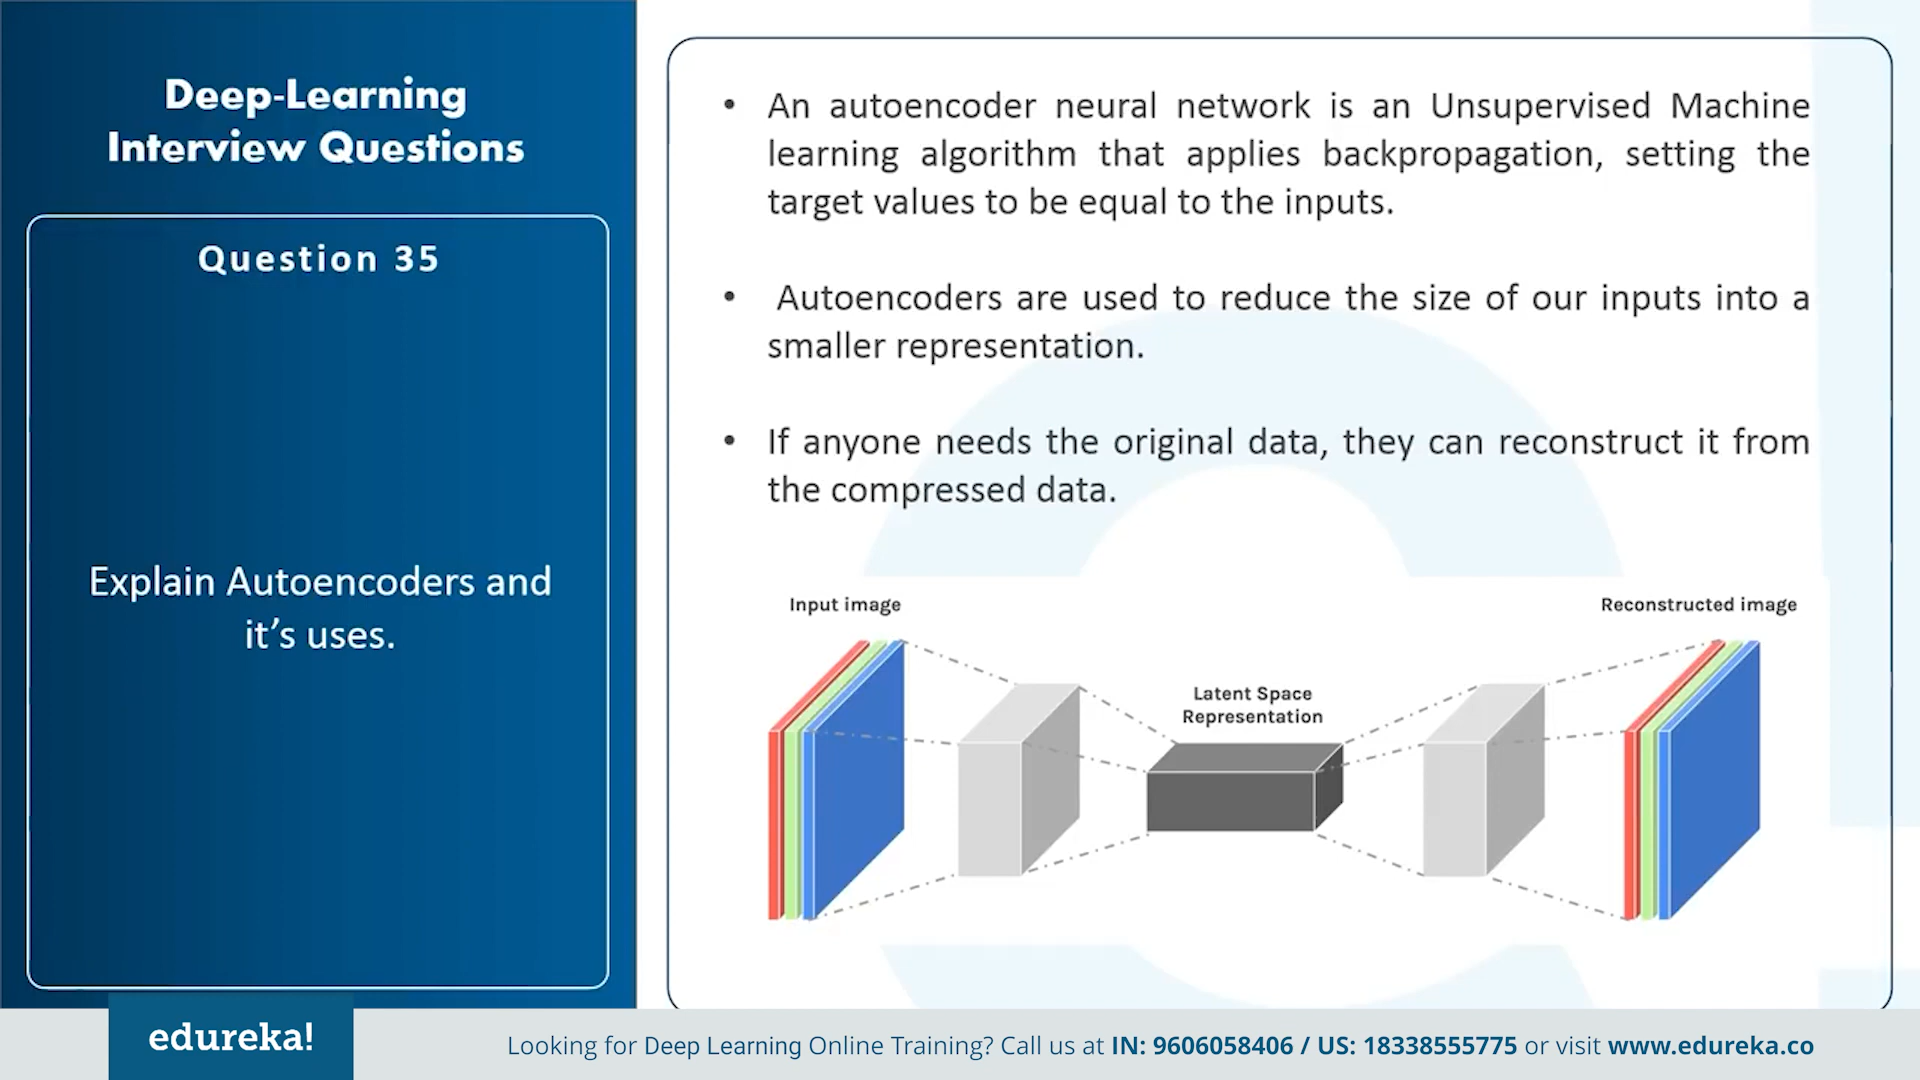 Deep-Learning
Interview Questions
Question 35
Explain Autoencoders and
it’s uses.
• An autoencoder neural network is an Unsupervised Machine
learning algorithm that applies backpropagation, setting the
target values to be equal to the inputs.
• Autoencoders are used to reduce the size of our inputs into a
smaller representation.
• If anyone needs the original data, they can reconstruct it from
the compressed data.
Input image
Reconstructed image
Latent Space
Representation
edureka!
Looking for Deep Learning Online Training? Call us at IN: 9606058406 / US: 18338555775 or visit www.edureka.co